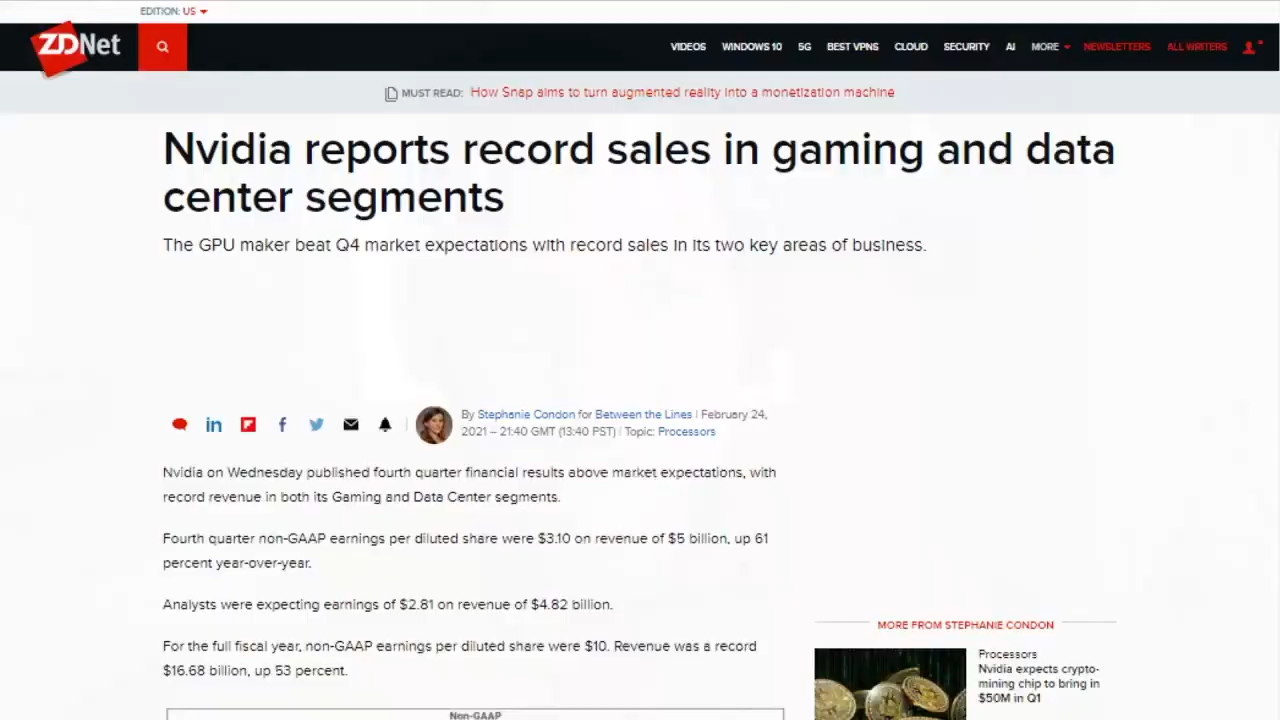 EDITION: US
ZDNet
VIDEOS WINDOWS 10 5G BEST VPNS CLOUD SECURITY AI MORE NEWSLETTERS ALL WRITERS
MUST READ: How Snap aims to turn augmented reality into a monetization machine
Nvidia reports record sales in gaming and data
center segments
The GPU maker beat Q4 market expectations with record sales in its two key areas of business.
By Stephanie Condon for Between the Lines | February 24,
2021 – 21:40 GMT (13:40 PST) | Topic: Processors
Nvidia on Wednesday published fourth quarter financial results above market expectations, with
record revenue in both its Gaming and Data Center segments.
Fourth quarter non-GAAP earnings per diluted share were $3.10 on revenue of $5 billion, up 61
percent year-over-year.
Analysts were expecting earnings of $2.81 on revenue of $4.82 billion.
For the full fiscal year, non-GAAP earnings per diluted share were $10. Revenue was a record
$16.68 billion, up 53 percent.
Non-GAAP
MORE FROM STEPHANIE CONDON
Processors
Nvidia expects crypto-
mining chip to bring in
$50M in Q1